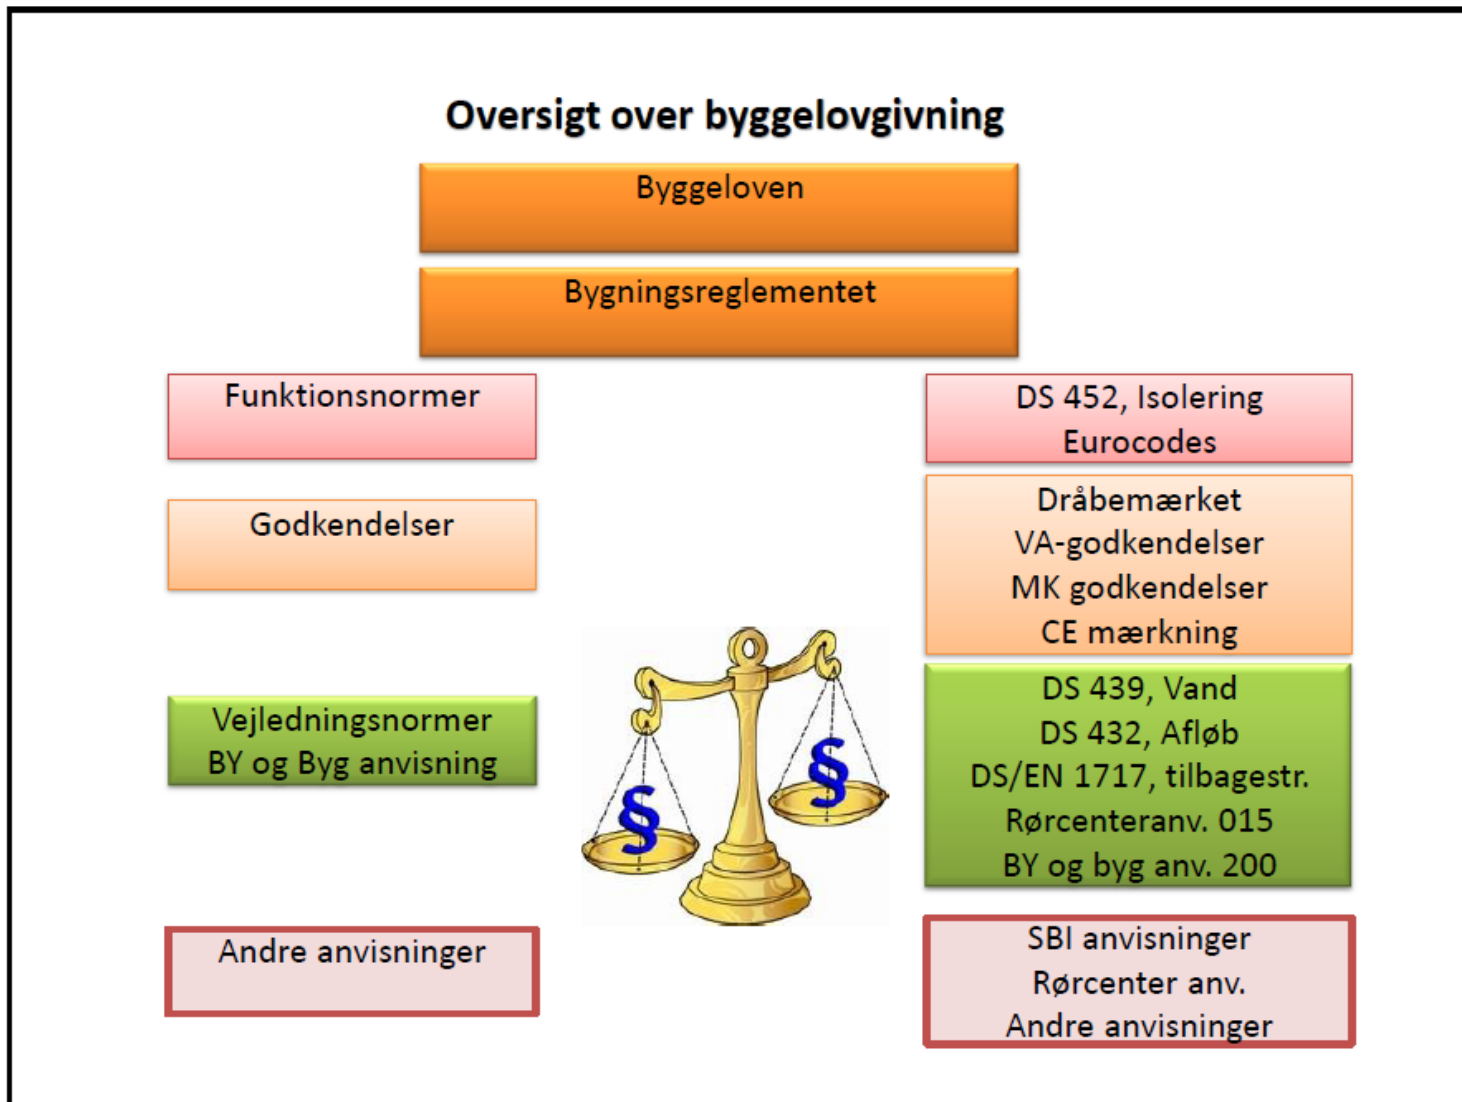 Oversigt over byggelovgivning
Byggeloven
Bygningsreglementet
Funktionsnormer
DS 452, Isolering
Eurocodes
Godkendelser
Dråbemærket
VA-godkendelser
MK godkendelser
CE mærkning
Vejledningsnormer
BY og Byg anvisning
DS 439, Vand
DS 432, Afløb
DS/EN 1717, tilbagestr.
Rørcenteranv. 015
BY og byg anv. 200
§
§
Andre anvisninger
SBI anvisninger
Rørcenter anv.
Andre anvisninger